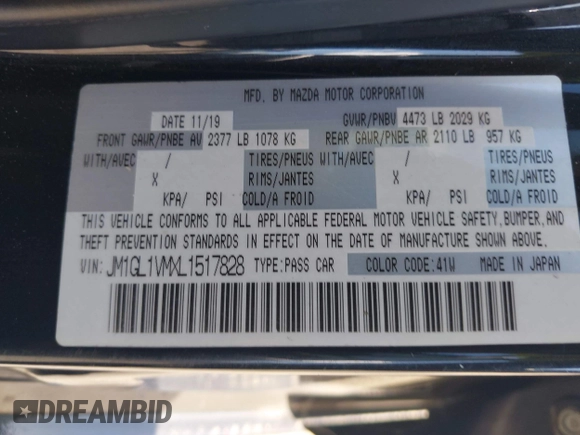 MFD. BY MAZDA MOTOR CORPORATION
DATE 11/19 GVWR/PNBV 4473 LB 2029 KG
FRONT GAWR/PNBE AV 2377 LB 1078 KG REAR GAWR/PNBE AR 2110 LB 957 KG
WITH/AVEC / TIRES/PNEUS WITH/AVEC / TIRES/PNEUS
X RIMS/JANTES X RIMS/JANTES
KPA/ PSI COLD/A FROID KPA/ PSI COLD/A FROID
THIS VEHICLE CONFORMS TO ALL APPLICABLE FEDERAL MOTOR VEHICLE SAFETY,BUMPER,AND
THEFT PREVENTION STANDARDS IN EFFECT ON THE DATE OF MANUFACTURE SHOWN ABOVE.
VIN: JM1GL1VMXL1517828 TYPE:PASS CAR COLOR CODE:41W MADE IN JAPAN
DREAMBID